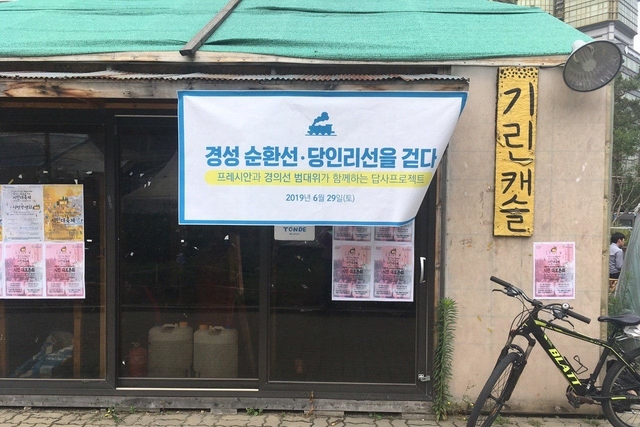 경성 순환선·당인리선을 걷다
프레시안과 경의선 범대위가 함께하는 답사프로젝트
2019년 6월 29일(토)
기린캐슬
TONDE
BLATT